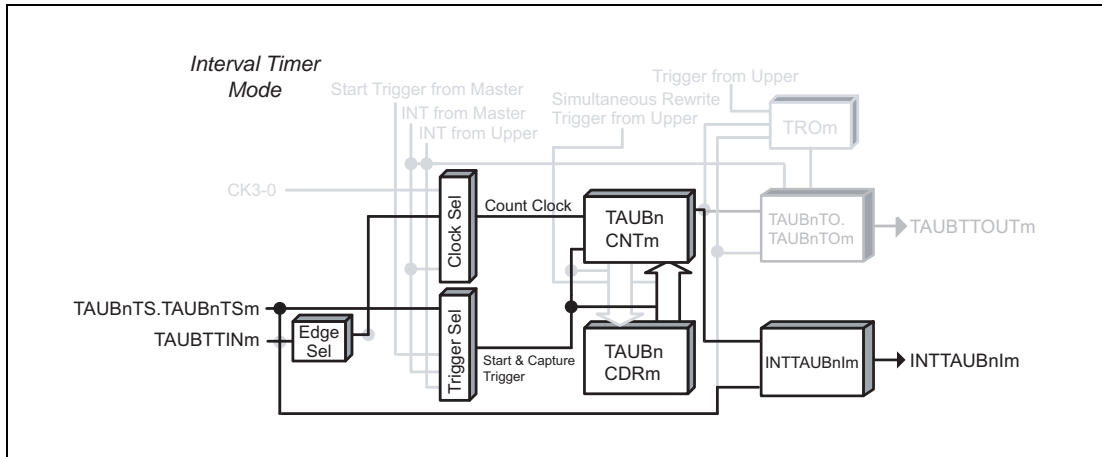 Interval Timer
Mode
Trigger from Upper
Start Trigger from Master
Simultaneous Rewrite
Trigger from Upper
INT from Master
INT from Upper
TROm
CK3-0
Clock Sel
Count Clock
TAUBn
CNTm
TAUBnTO.
TAUBnTOm
TAUBTTOUTm
TAUBnTS.TAUBnTSm
TAUBTTINm
Edge
Sel
Trigger Sel
Start & Capture
Trigger
TAUBn
CDRm
INTTAUBnIm
INTTAUBnIm